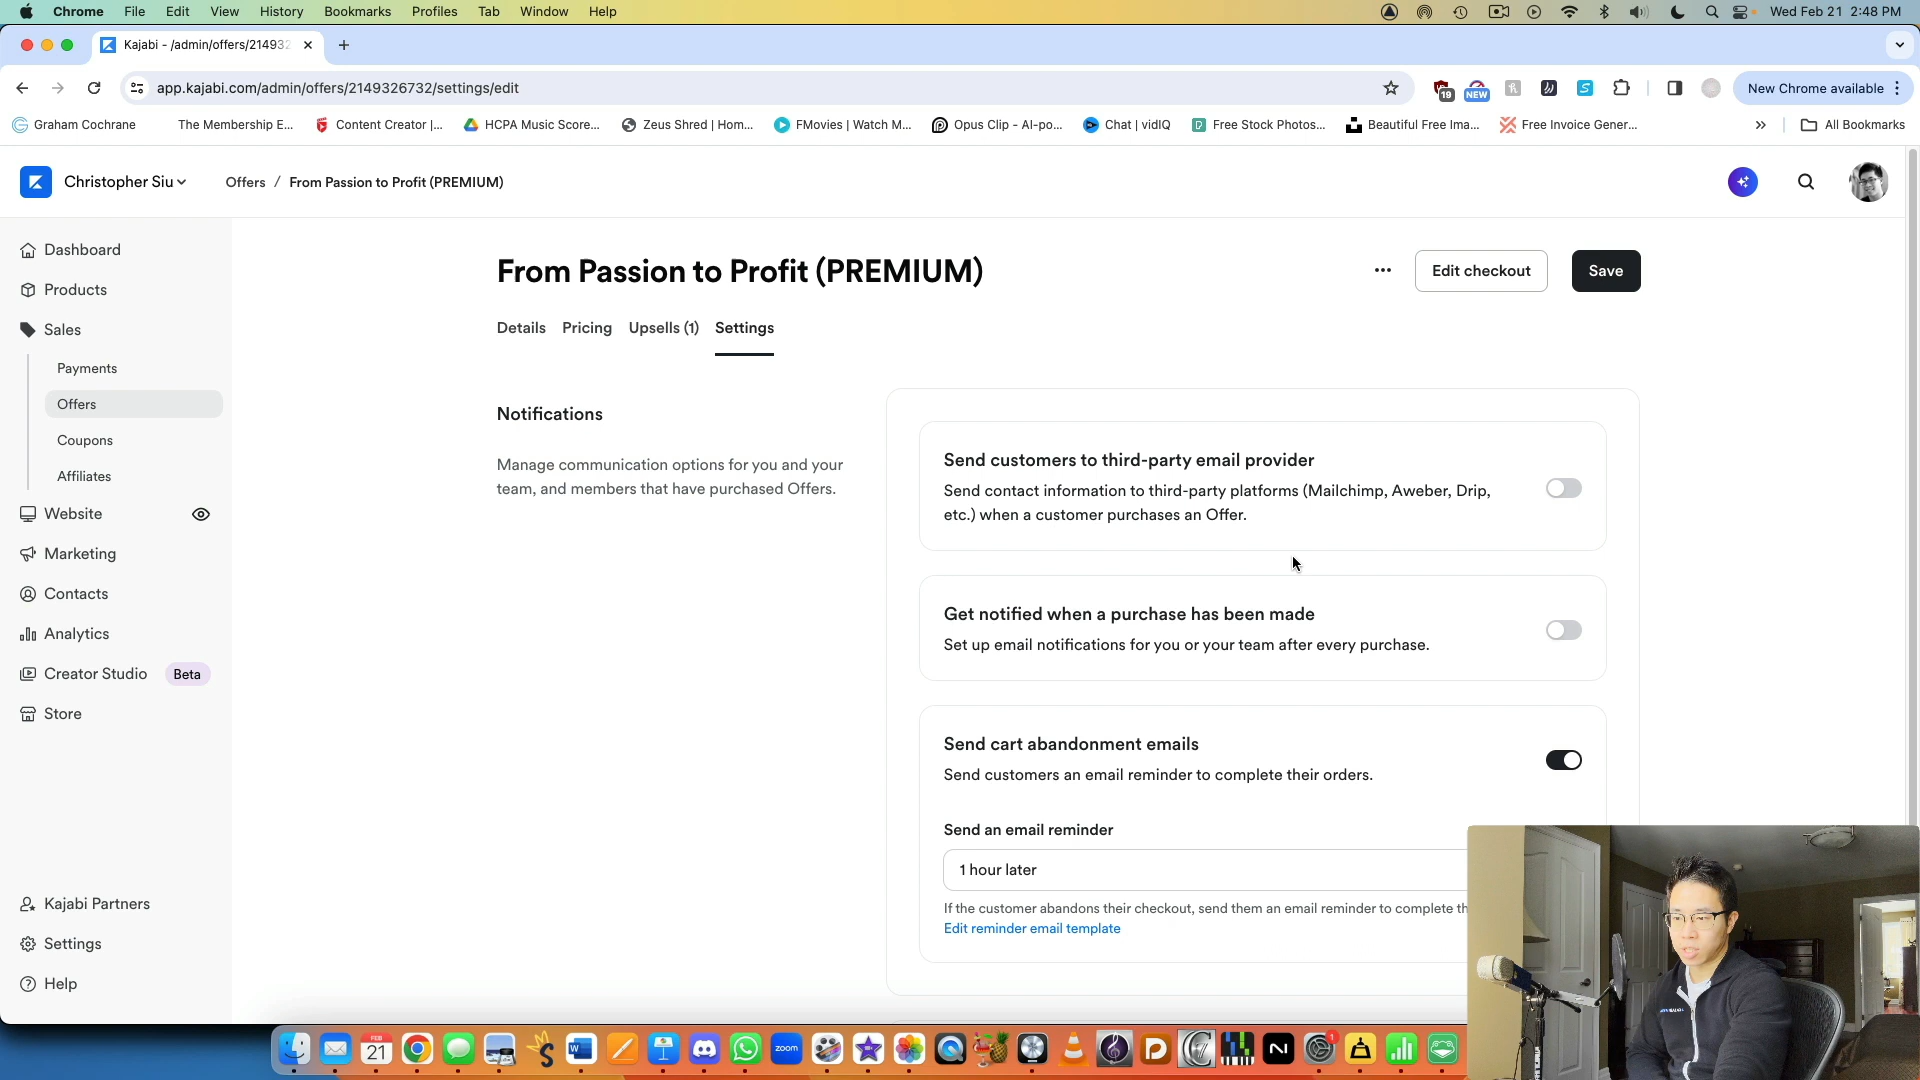 Chrome File Edit View History Bookmarks Profiles Tab Window Help Wed Feb 21 2:48 PM
Kajabi - /admin/offers/214932
app.kajabi.com/admin/offers/2149326732/settings/edit
19
NEW
New Chrome available
Graham Cochrane The Membership E... Content Creator |... HCPA Music Score... Zeus Shred | Hom... FMovies | Watch M... Opus Clip - AI-po... Chat | vidIQ Free Stock Photos... Beautiful Free Ima... Free Invoice Gener... All Bookmarks
Christopher Siu
Offers / From Passion to Profit (PREMIUM)
Dashboard
Products
Sales
Payments
Offers
Coupons
Affiliates
Website
Marketing
Contacts
Analytics
Creator Studio Beta
Store
Kajabi Partners
Settings
Help
From Passion to Profit (PREMIUM)
Edit checkout
Save
Details Pricing Upsells (1) Settings
Notifications
Manage communication options for you and your
team, and members that have purchased Offers.
Send customers to third-party email provider
Send contact information to third-party platforms (Mailchimp, Aweber, Drip,
etc.) when a customer purchases an Offer.
Get notified when a purchase has been made
Set up email notifications for you or your team after every purchase.
Send cart abandonment emails
Send customers an email reminder to complete their orders.
Send an email reminder
1 hour later
If the customer abandons their checkout, send them an email reminder to complete th
Edit reminder email template
FEB
21
W
zoom
N
1